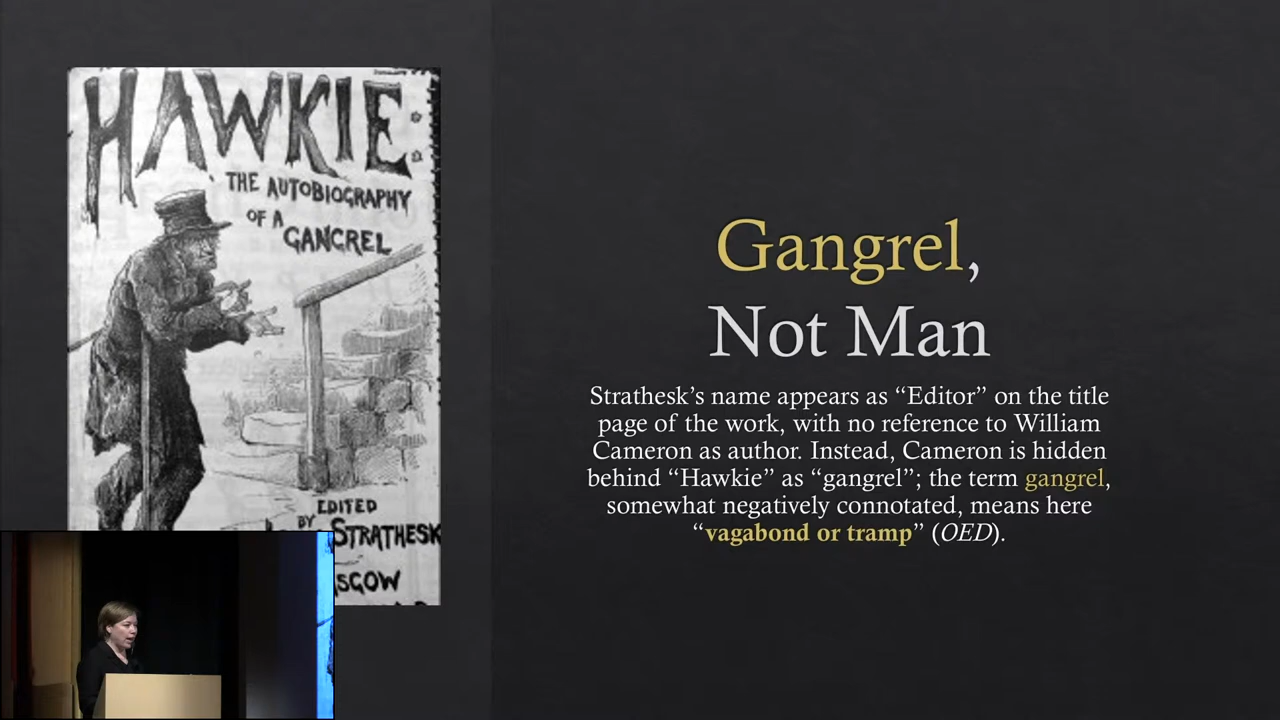 HAWKIE:
THE AUTOBIOGRAPHY
OF A
GANGREL
EDITED
BY STRATHESK
Gangrel,
Not Man
Strathesk’s name appears as “Editor” on the title
page of the work, with no reference to William
Cameron as author. Instead, Cameron is hidden
behind “Hawkie” as “gangrel”; the term gangrel,
somewhat negatively connotated, means here
“vagabond or tramp” (OED).